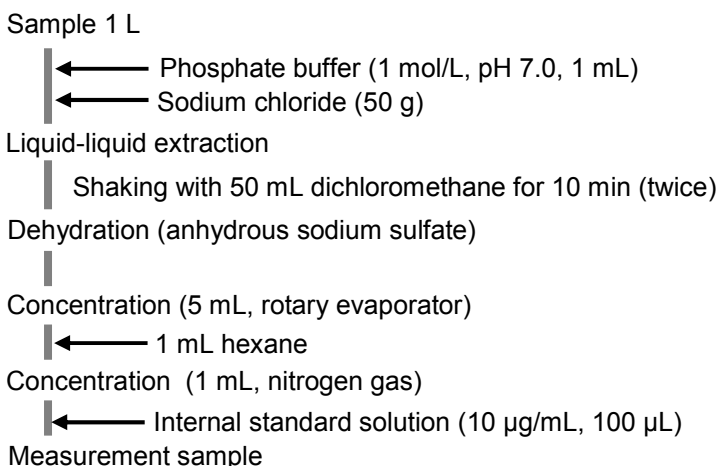 Sample 1 L
Phosphate buffer (1 mol/L, pH 7.0, 1 mL)
Sodium chloride (50 g)
Liquid-liquid extraction
Shaking with 50 mL dichloromethane for 10 min (twice)
Dehydration (anhydrous sodium sulfate)
Concentration (5 mL, rotary evaporator)
1 mL hexane
Concentration (1 mL, nitrogen gas)
Internal standard solution (10 µg/mL, 100 µL)
Measurement sample